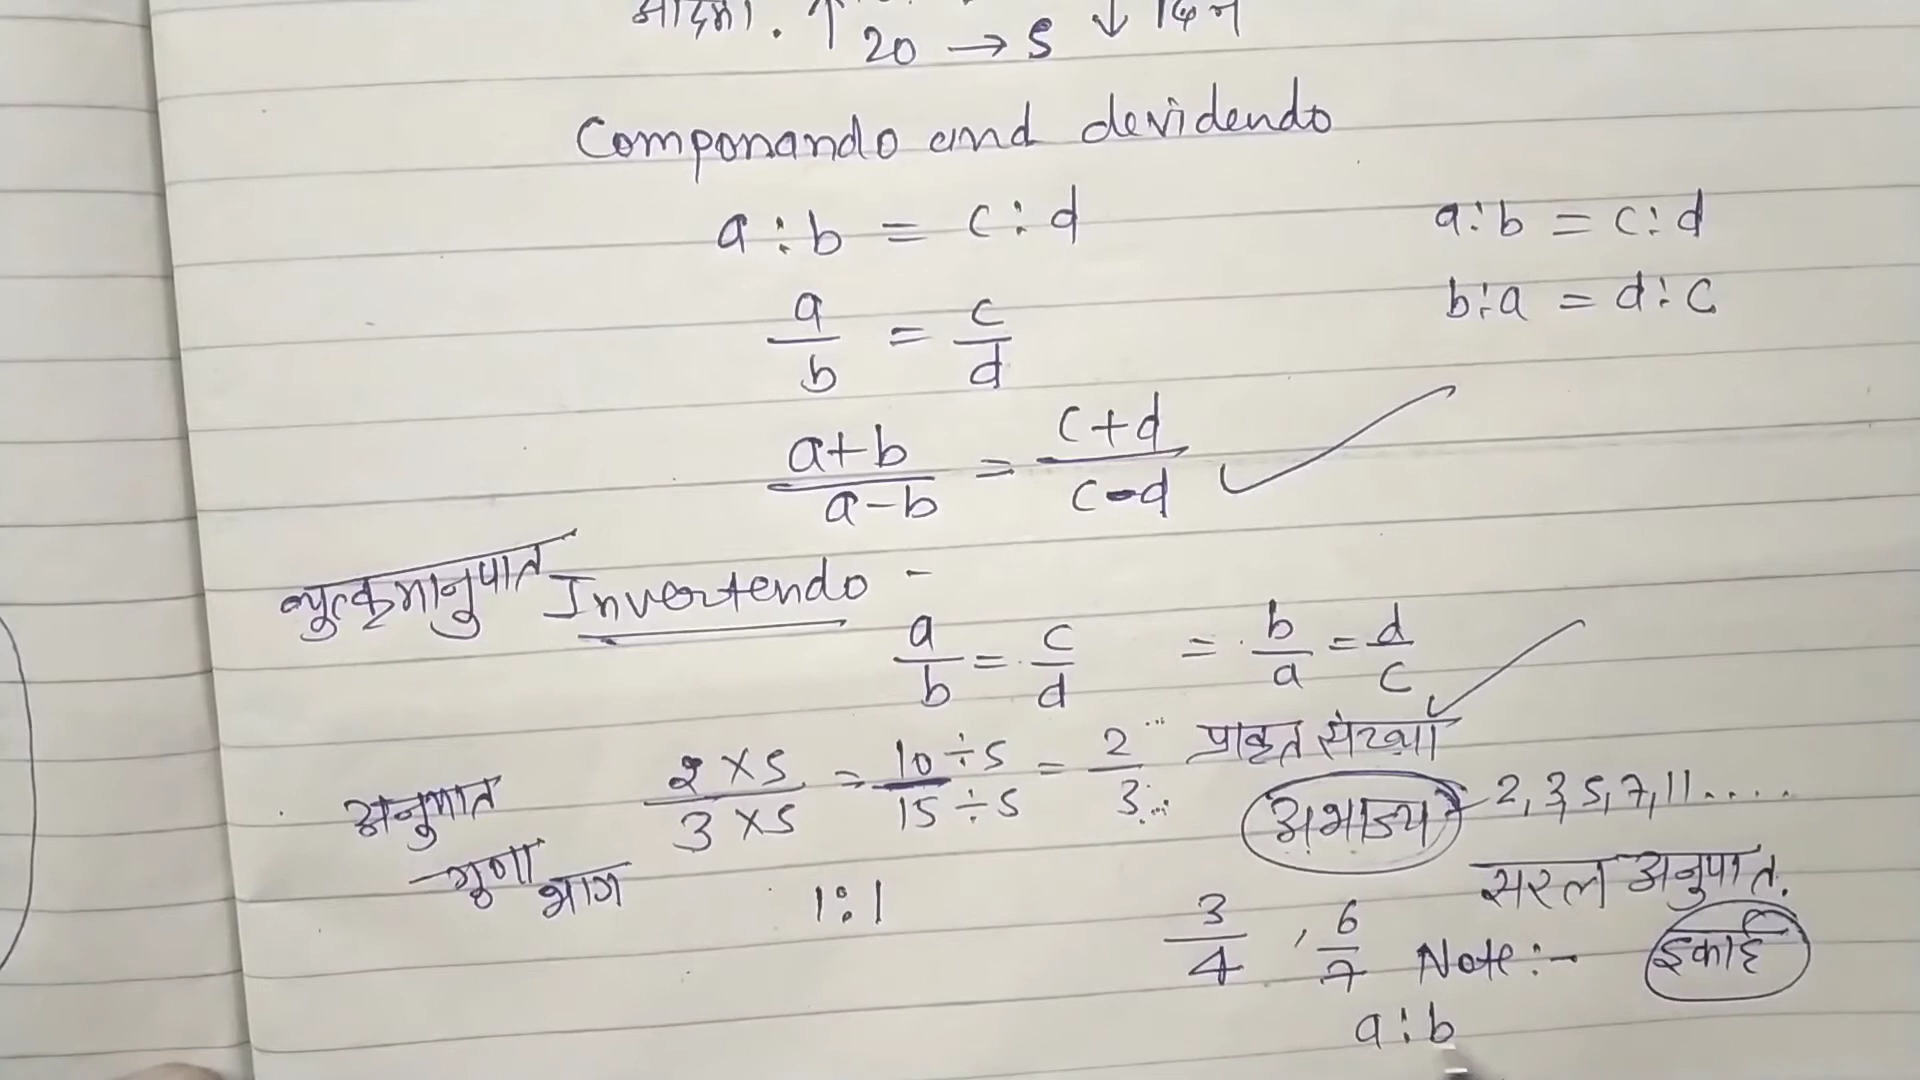 20 → 5 ↓ दिन
Componando and devidendo
a : b = c : d
a : b = c : d
b : a = d : c
a/b = c/d
(a+b)/(a-b) = (c+d)/(c-d) ✓
व्युत्क्रमानुपात Invertendo -
a/b = c/d = b/a = d/c
अनुपात (2×5)/(3×5) = (10÷5)/(15÷5) = 2/3 ... प्राकृत संख्या ✓
अभाज्य 2, 3, 5, 7, 11 . . . .
गुणा
भाग
सरल अनुपात.
1 : 1
3/4 , 6/7 Note :- इकाई
a : b